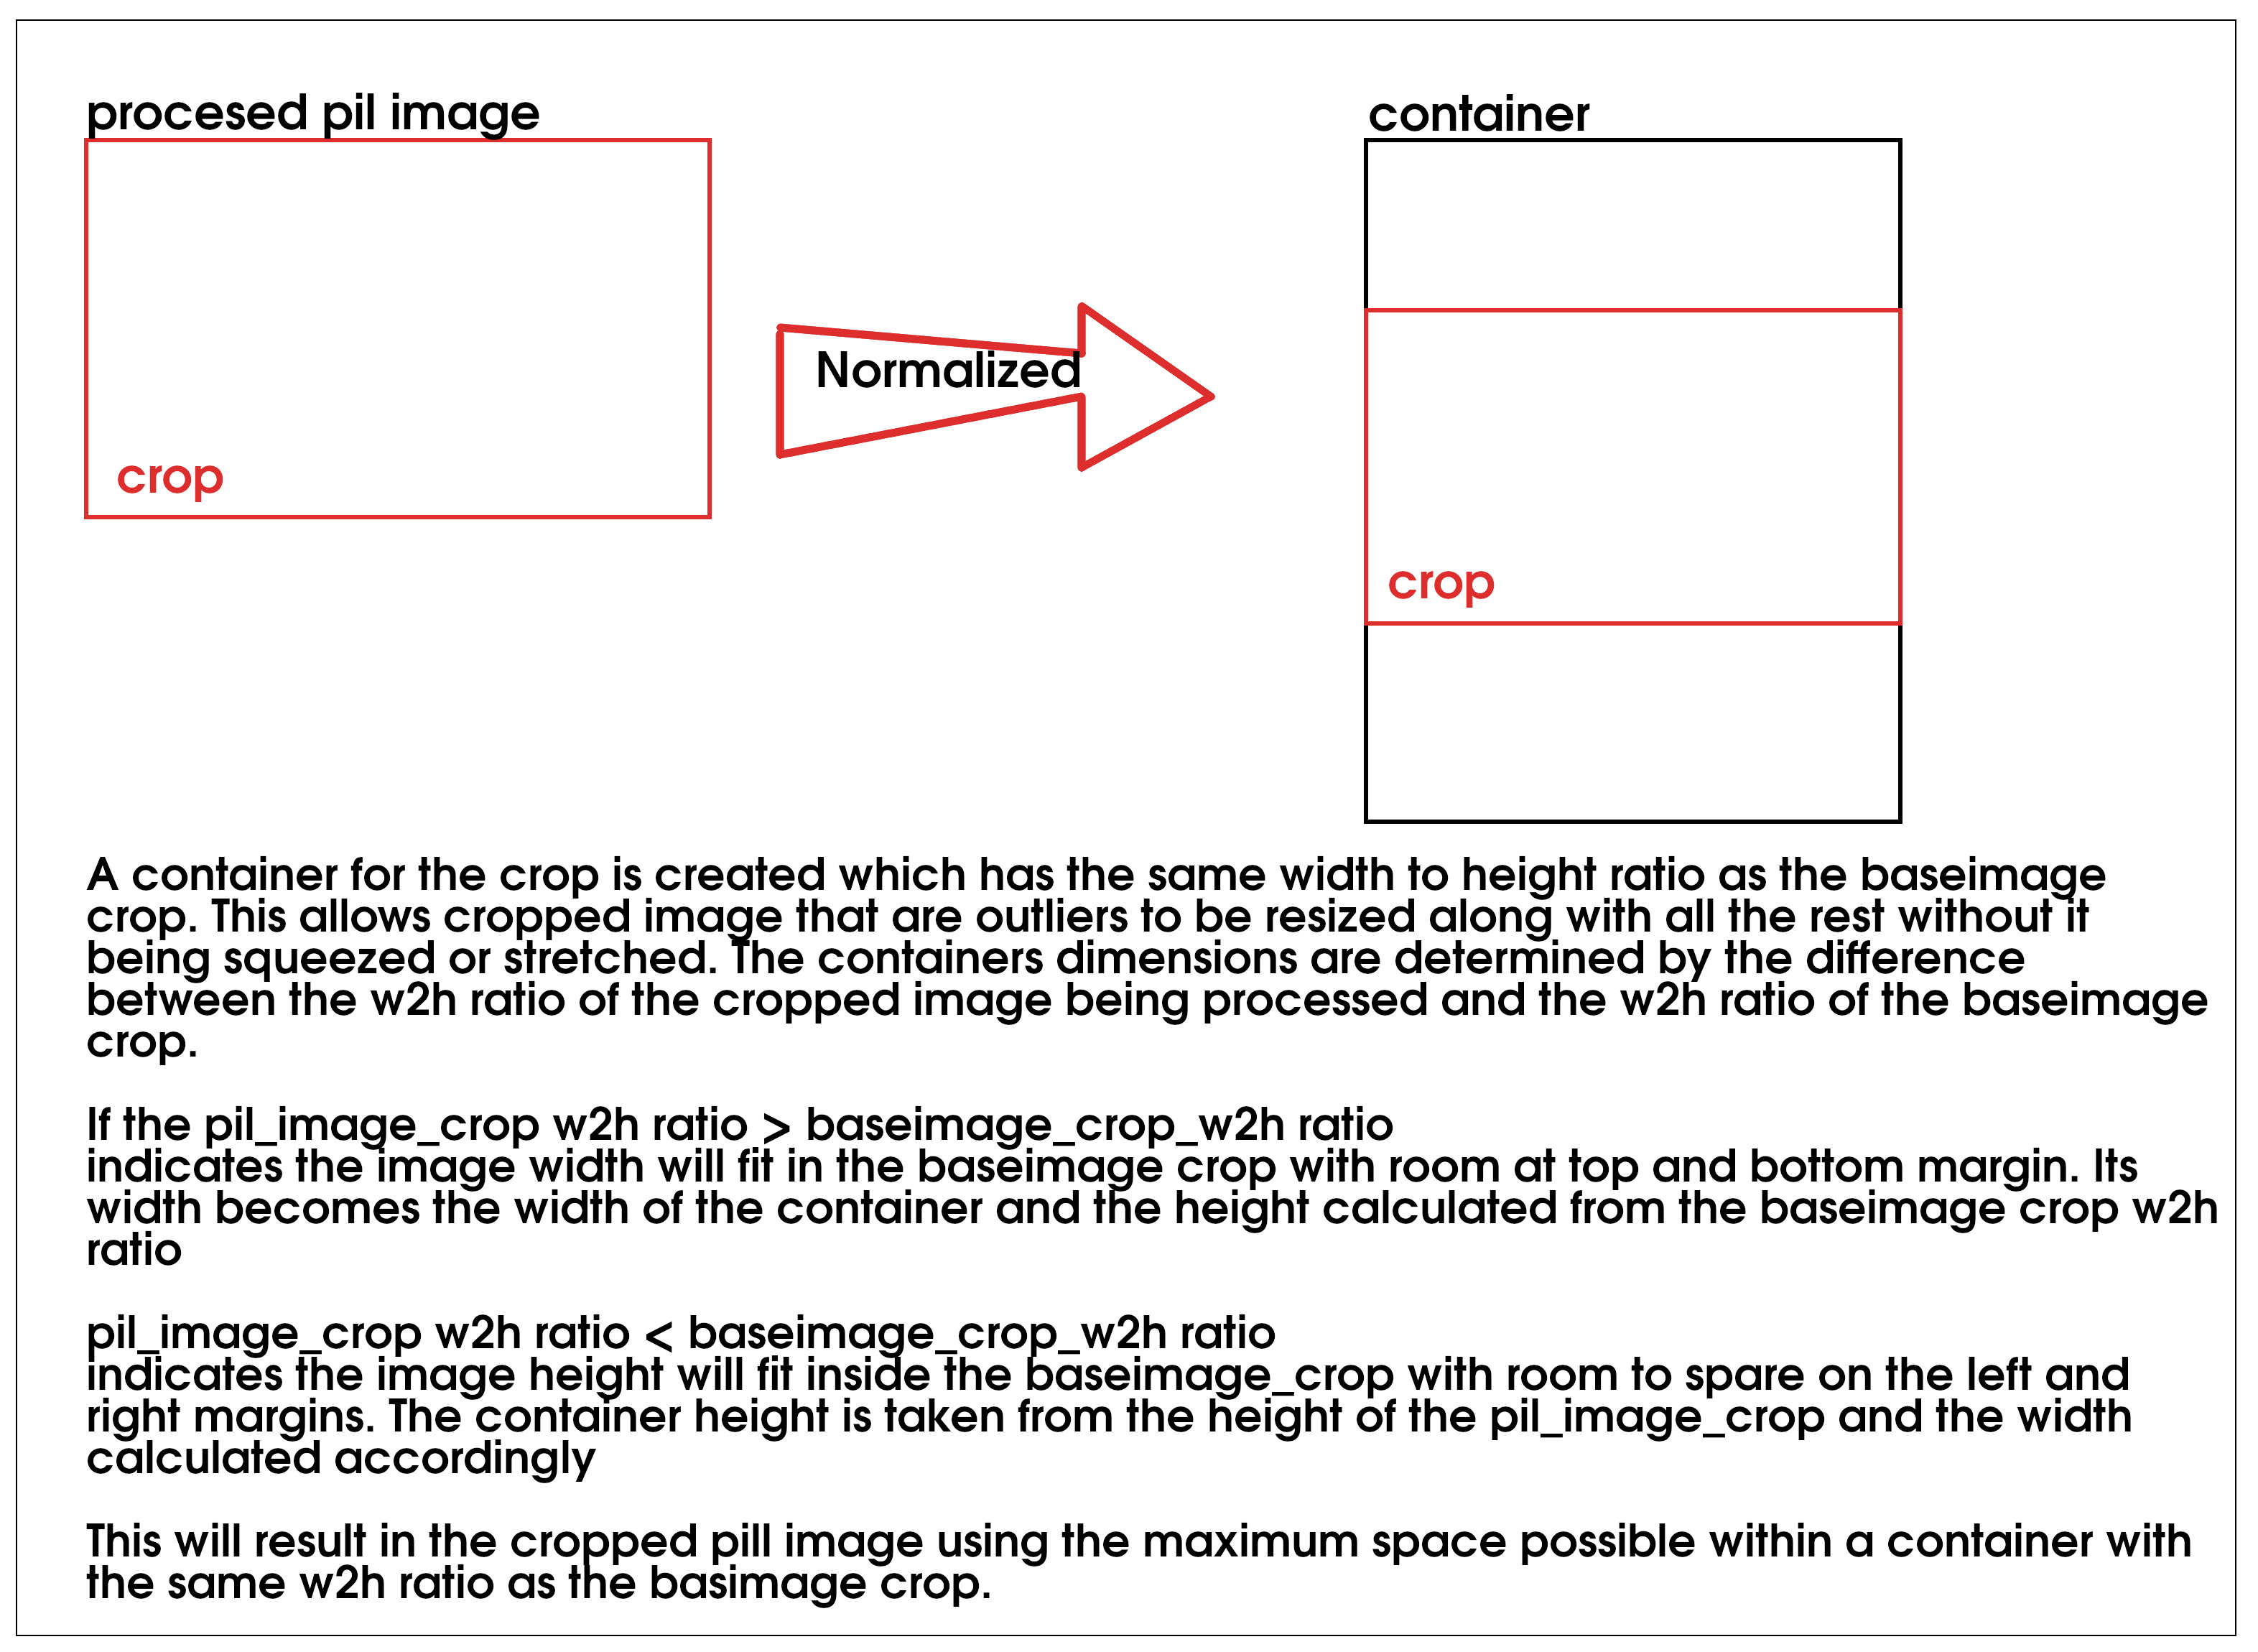 procesed pil image
container
Normalized
crop
crop
A container for the crop is created which has the same width to height ratio as the baseimage
crop. This allows cropped image that are outliers to be resized along with all the rest without it
being squeezed or stretched. The containers dimensions are determined by the difference
between the w2h ratio of the cropped image being processed and the w2h ratio of the baseimage
crop.
If the pil_image_crop w2h ratio > baseimage_crop_w2h ratio
indicates the image width will fit in the baseimage crop with room at top and bottom margin. Its
width becomes the width of the container and the height calculated from the baseimage crop w2h
ratio
pil_image_crop w2h ratio < baseimage_crop_w2h ratio
indicates the image height will fit inside the baseimage_crop with room to spare on the left and
right margins. The container height is taken from the height of the pil_image_crop and the width
calculated accordingly
This will result in the cropped pill image using the maximum space possible within a container with
the same w2h ratio as the basimage crop.